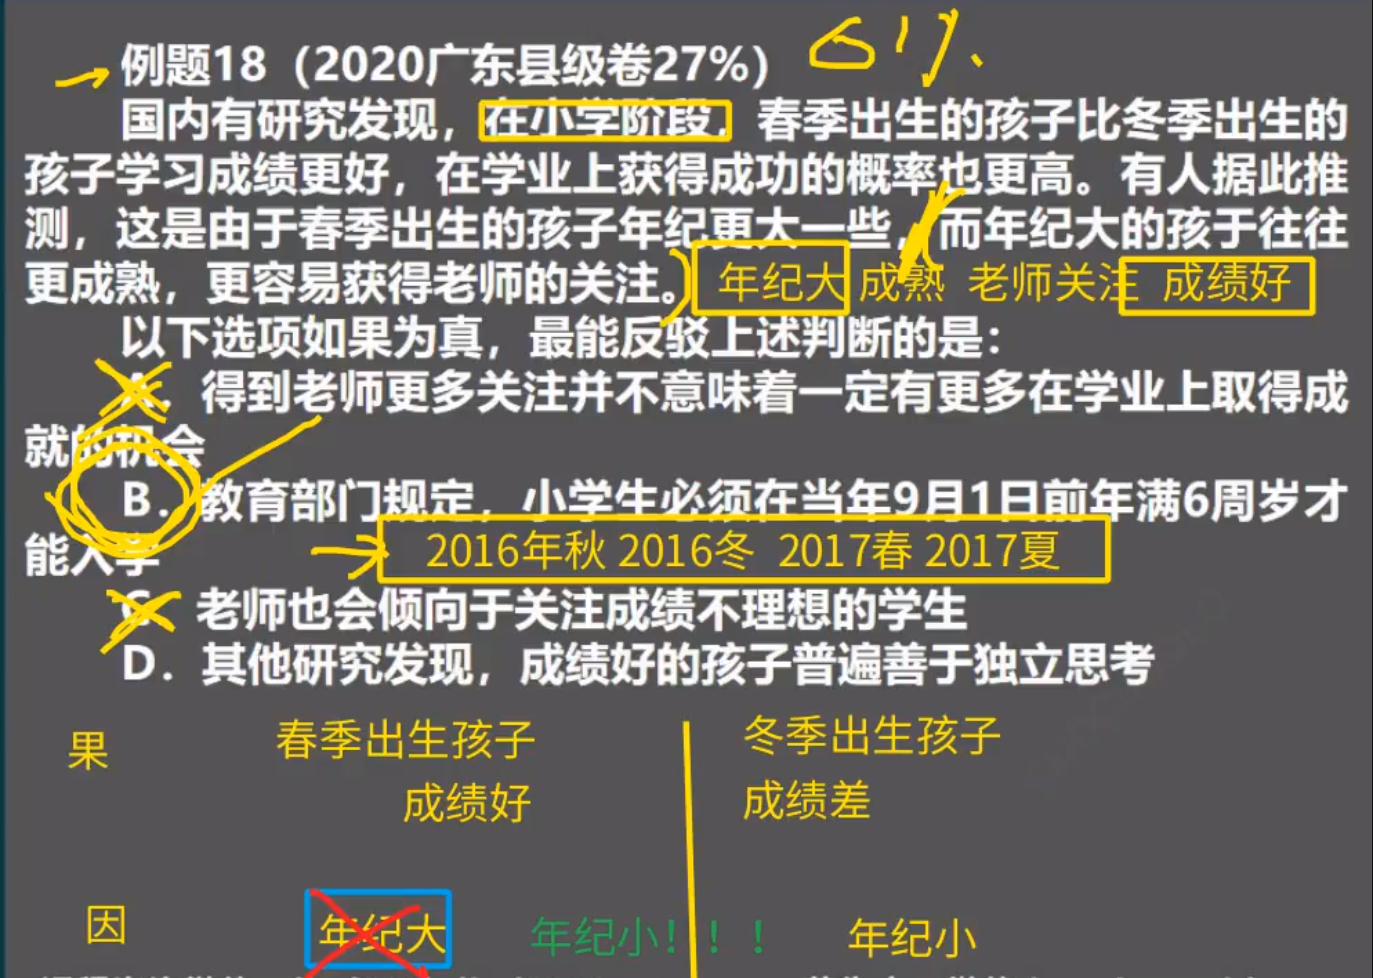 例题18（2020广东县级卷27%） 61%.
国内有研究发现，在小学阶段，春季出生的孩子比冬季出生的
孩子学习成绩更好，在学业上获得成功的概率也更高。有人据此推
测，这是由于春季出生的孩子年纪更大一些，而年纪大的孩于往往
更成熟，更容易获得老师的关注。 年纪大 成熟 老师关注 成绩好
以下选项如果为真，最能反驳上述判断的是：
A．得到老师更多关注并不意味着一定有更多在学业上取得成
就的机会
B．教育部门规定，小学生必须在当年9月1日前年满6周岁才
能入学
2016年秋 2016冬 2017春 2017夏
C．老师也会倾向于关注成绩不理想的学生
D．其他研究发现，成绩好的孩子普遍善于独立思考
果 春季出生孩子 冬季出生孩子
成绩好 成绩差
因 年纪大 年纪小！！！ 年纪小